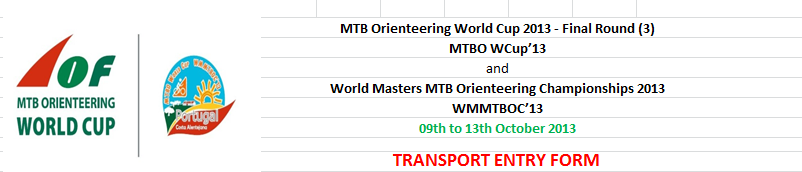 IOF
MTB ORIENTEERING
WORLD CUP
Portugal
Costa Alentejana
MTB Orienteering World Cup 2013 - Final Round (3)
MTBO WCup'13
and
World Masters MTB Orienteering Championships 2013
WMMTBOC'13
09th to 13th October 2013
TRANSPORT ENTRY FORM